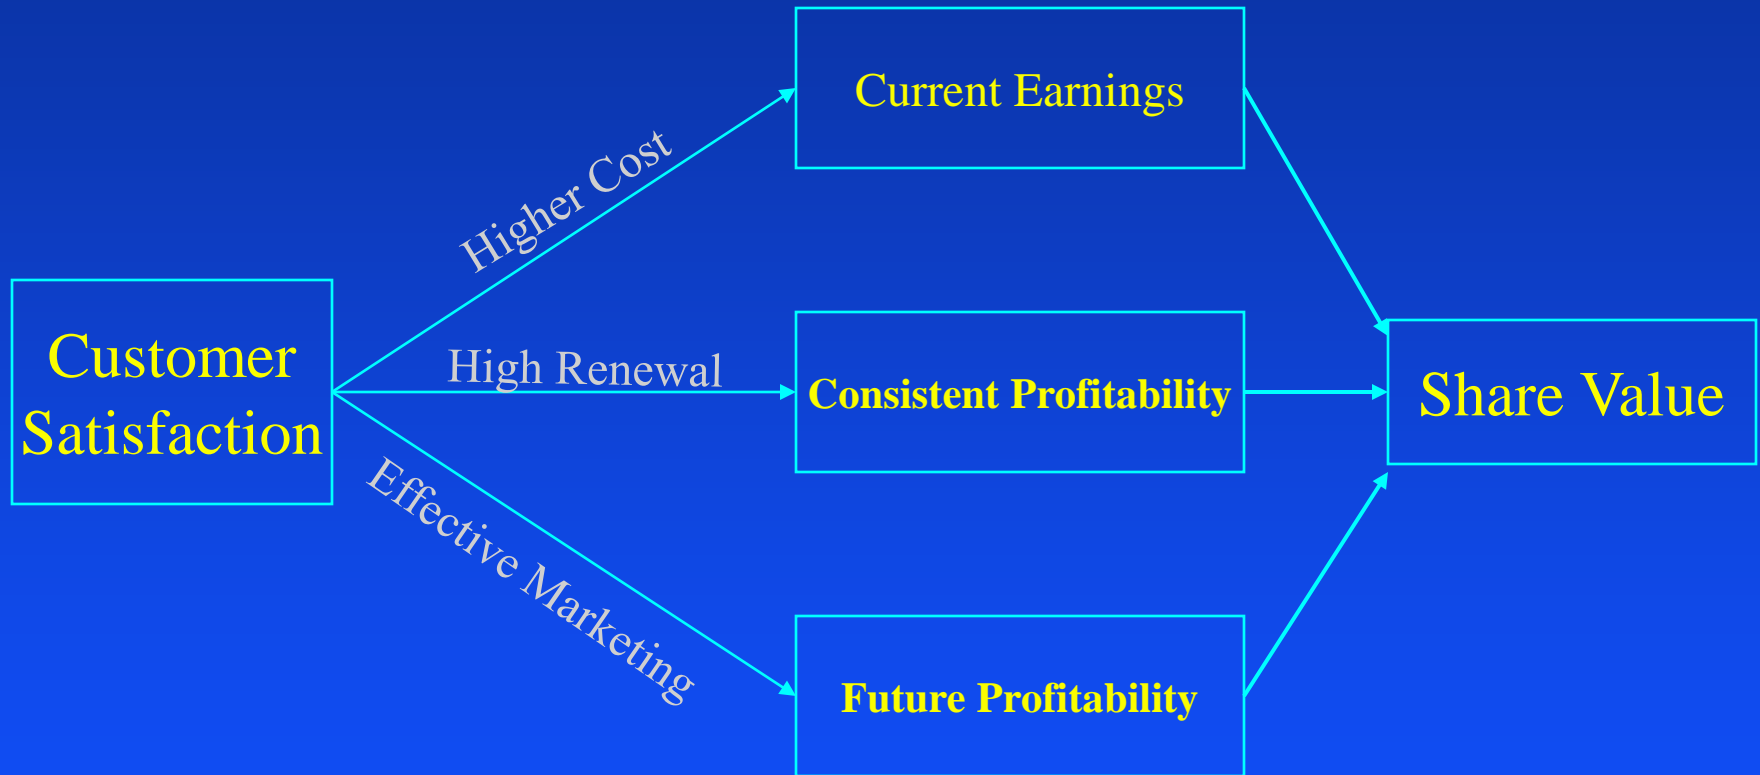 Current Earnings
Higher Cost
Customer
Satisfaction
High Renewal
Consistent Profitability
Share Value
Effective Marketing
Future Profitability